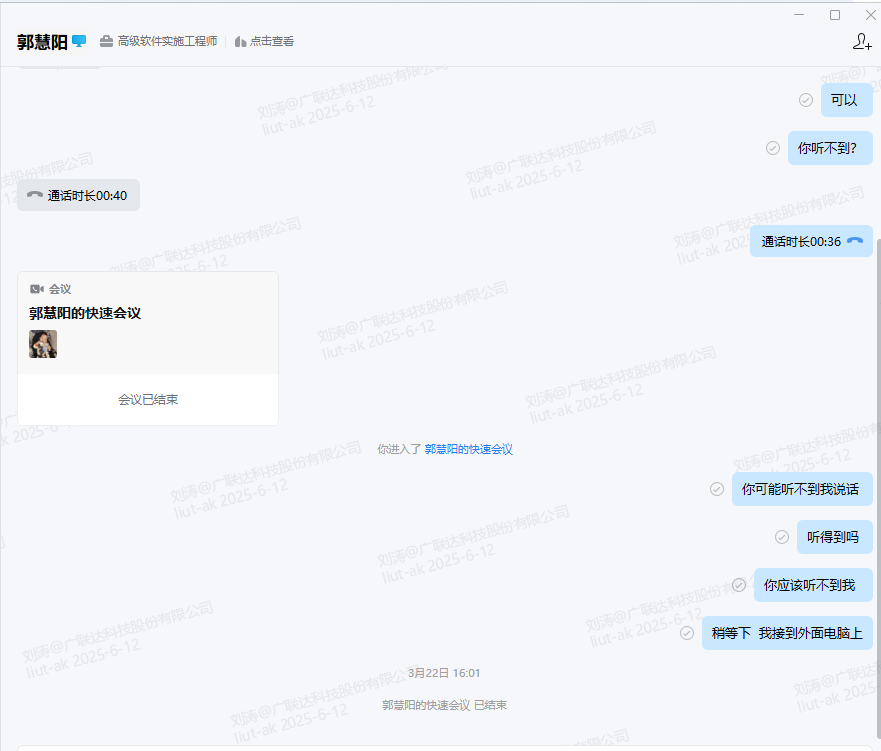 郭慧阳 高级软件实施工程师 点击查看
刘涛@广联达科技股份有限公司
liut-ak 2025-6-12
可以
你听不到？
通话时长00:40
通话时长00:36
会议
郭慧阳的快速会议
会议已结束
你进入了 郭慧阳的快速会议
你可能听不到我说话
听得到吗
你应该听不到我
稍等下 我接到外面电脑上
3月22日 16:01
郭慧阳的快速会议 已结束